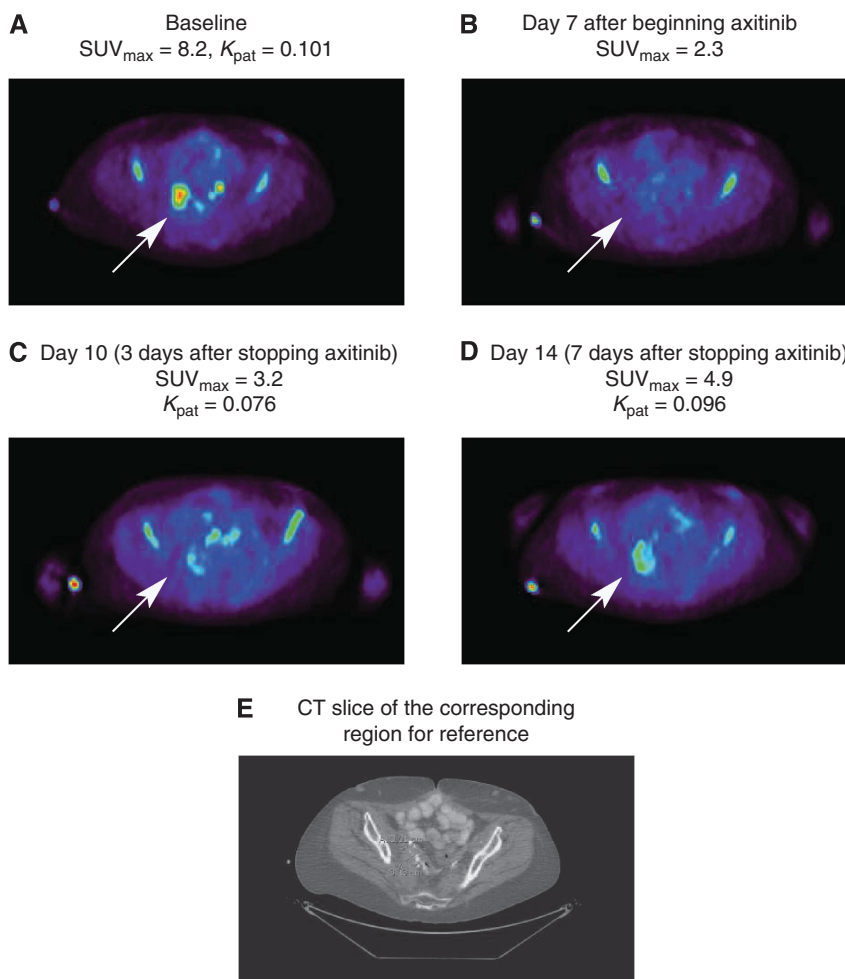 A Baseline
SUVmax = 8.2, Kpat = 0.101
B Day 7 after beginning axitinib
SUVmax = 2.3
C Day 10 (3 days after stopping axitinib)
SUVmax = 3.2
Kpat = 0.076
D Day 14 (7 days after stopping axitinib)
SUVmax = 4.9
Kpat = 0.096
E CT slice of the corresponding
region for reference